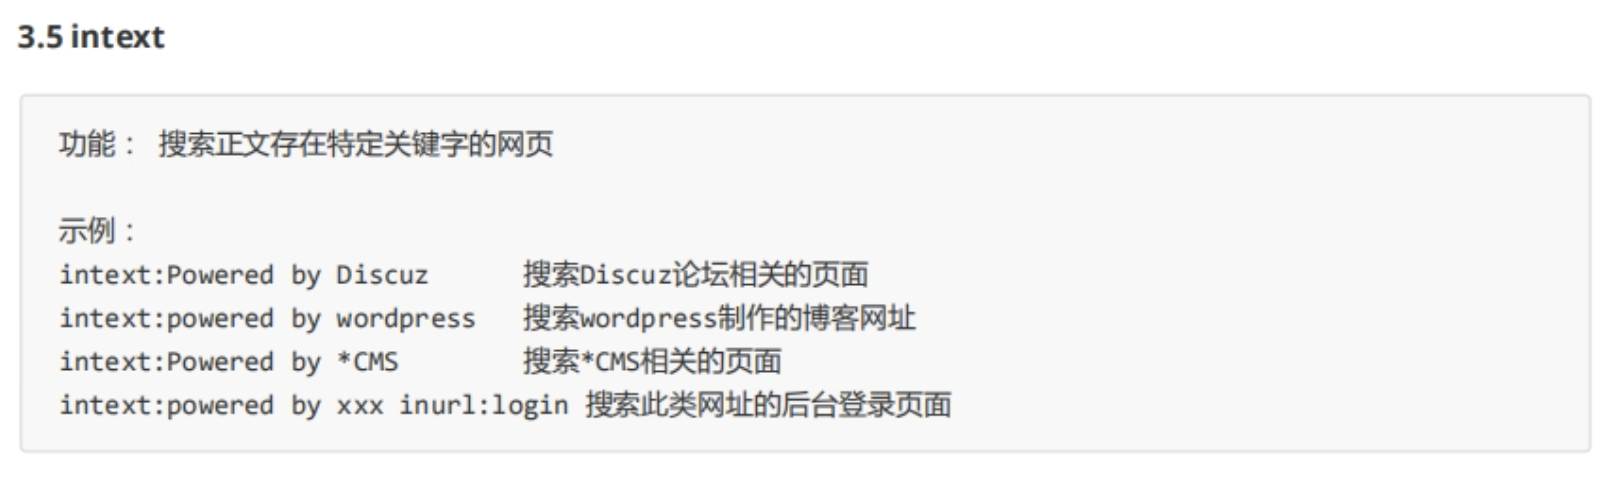 3.5 intext
功能： 搜索正文存在特定关键字的网页
示例：
intext:Powered by Discuz 搜索Discuz论坛相关的页面
intext:powered by wordpress 搜索wordpress制作的博客网址
intext:Powered by *CMS 搜索*CMS相关的页面
intext:powered by xxx inurl:login 搜索此类网址的后台登录页面